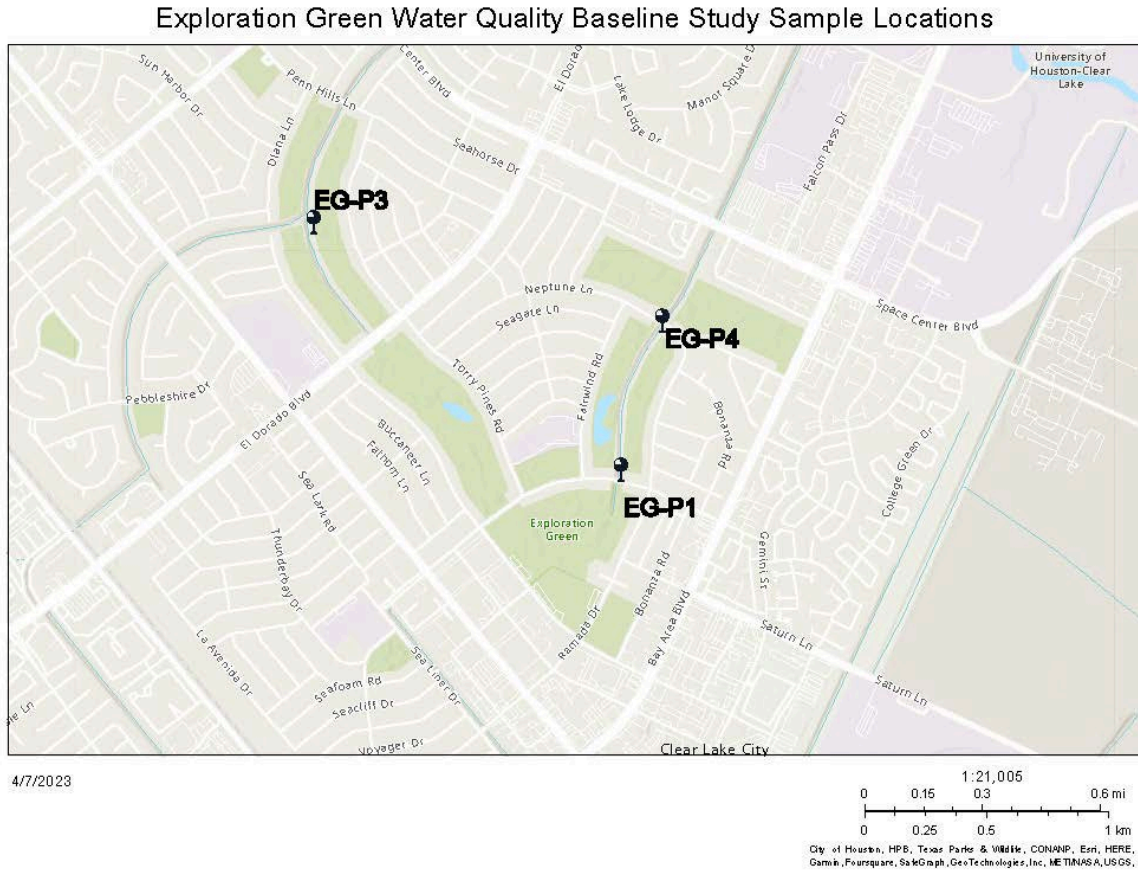 Exploration Green Water Quality Baseline Study Sample Locations
University of
Houston-Clear
Lake
Sun Harbor Dr
Penn Hills Ln
Diana Ln
Center Blvd
El Dorado
Lake Lodge Dr
Manor Square D
Seahorse Dr
Falcon Pass Dr
EG-P3
Neptune Ln
Seagate Ln
Space Center Blvd
EG-P4
Torry Pines Rd
Fairwind Rd
Pebbleshire Dr
El Dorado Blvd
Buccaneer Ln
Fathom Ln
Bonanza Rd
College Green Dr
Sea Lark Rd
EG-P1
Exploration
Green
Thunderbay Dr
Gemini St
Bonanza Rd
Ramada Dr
Bay Area Blvd
Saturn Ln
La Avenida Dr
Sea Liner Dr
Seafoam Rd
Saturn Ln
Seacliff Dr
le Ln
Voyager Dr
Clear Lake City
4/7/2023
1:21,005
0 0.15 0.3 0.6 mi
0 0.25 0.5 1 km
City of Houston, HPB, Texas Parks & Wildlife, CONANP, Esri, HERE,
Garmin, Foursquare, SafeGraph, GeoTechnologies, Inc, METI/NASA, USGS,